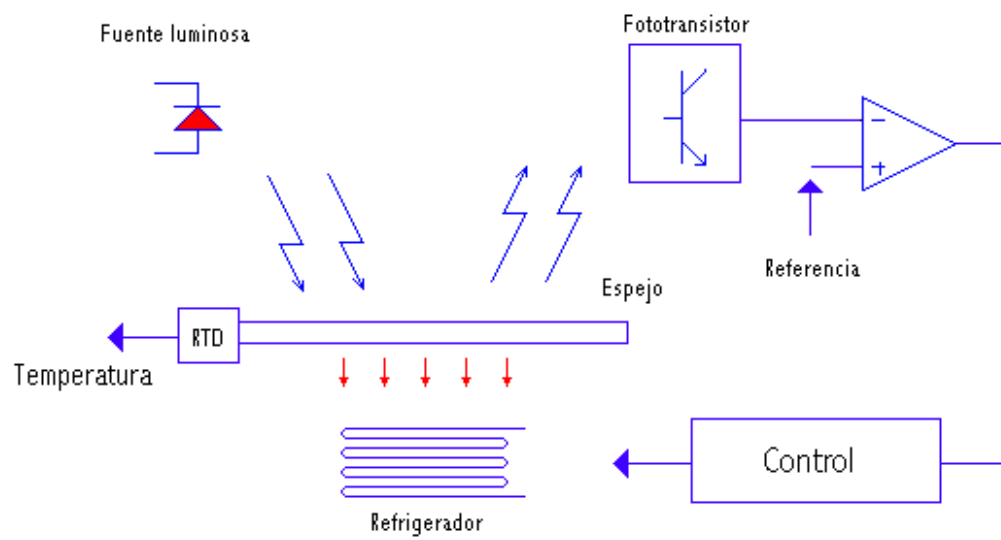 Fototransistor
Fuente luminosa
−
+
Referencia
Espejo
RTD
Temperatura
Control
Refrigerador